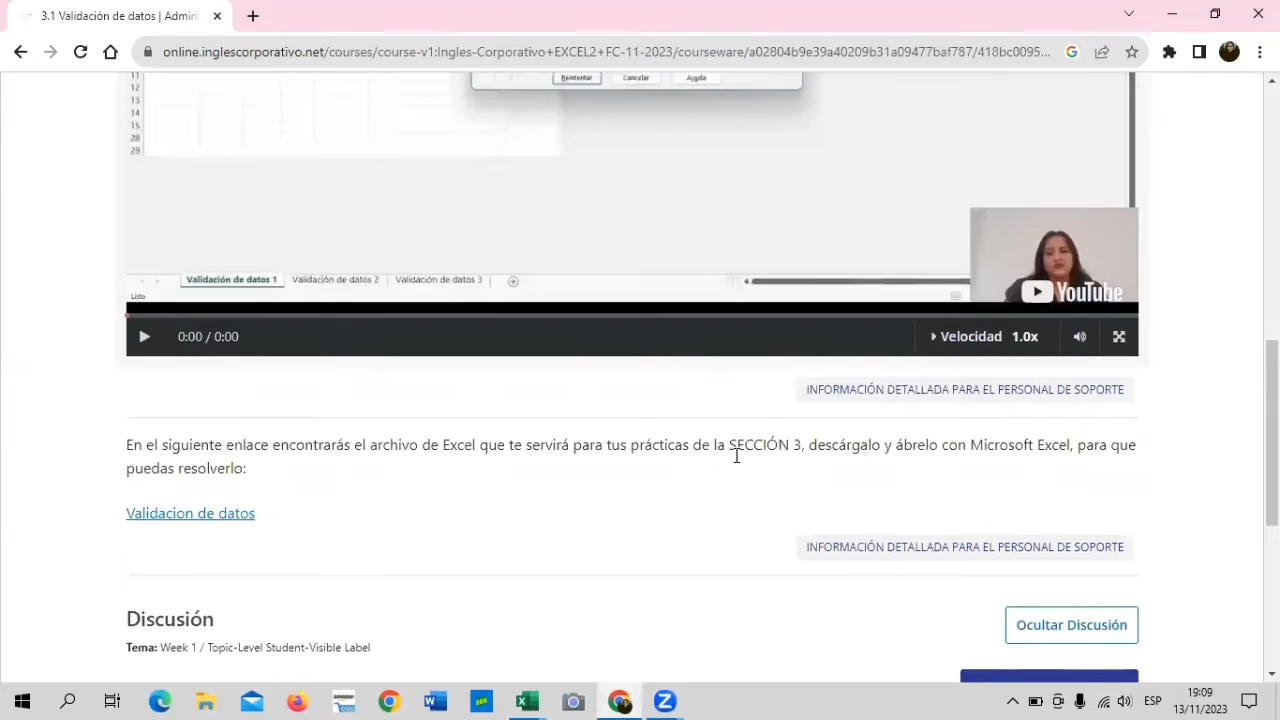 3.1 Validación de datos | Admini
online.inglescorporativo.net/courses/course-v1:Ingles-Corporativo+EXCEL2+FC-11-2023/courseware/a02804b9e39a40209b31a09477baf787/418bc0095...
11
Reintentar Cancelar Ayuda
12
13
14
15
28
29
Validación de datos 1 Validación de datos 2 Validación de datos 3
Listo
YouTube
0:00 / 0:00 Velocidad 1.0x
INFORMACIÓN DETALLADA PARA EL PERSONAL DE SOPORTE
En el siguiente enlace encontrarás el archivo de Excel que te servirá para tus prácticas de la SECCIÓN 3, descárgalo y ábrelo con Microsoft Excel, para que
puedas resolverlo:
Validacion de datos
INFORMACIÓN DETALLADA PARA EL PERSONAL DE SOPORTE
Discusión
Ocultar Discusión
Tema: Week 1 / Topic-Level Student-Visible Label
amazon
ESP
19:09
13/11/2023